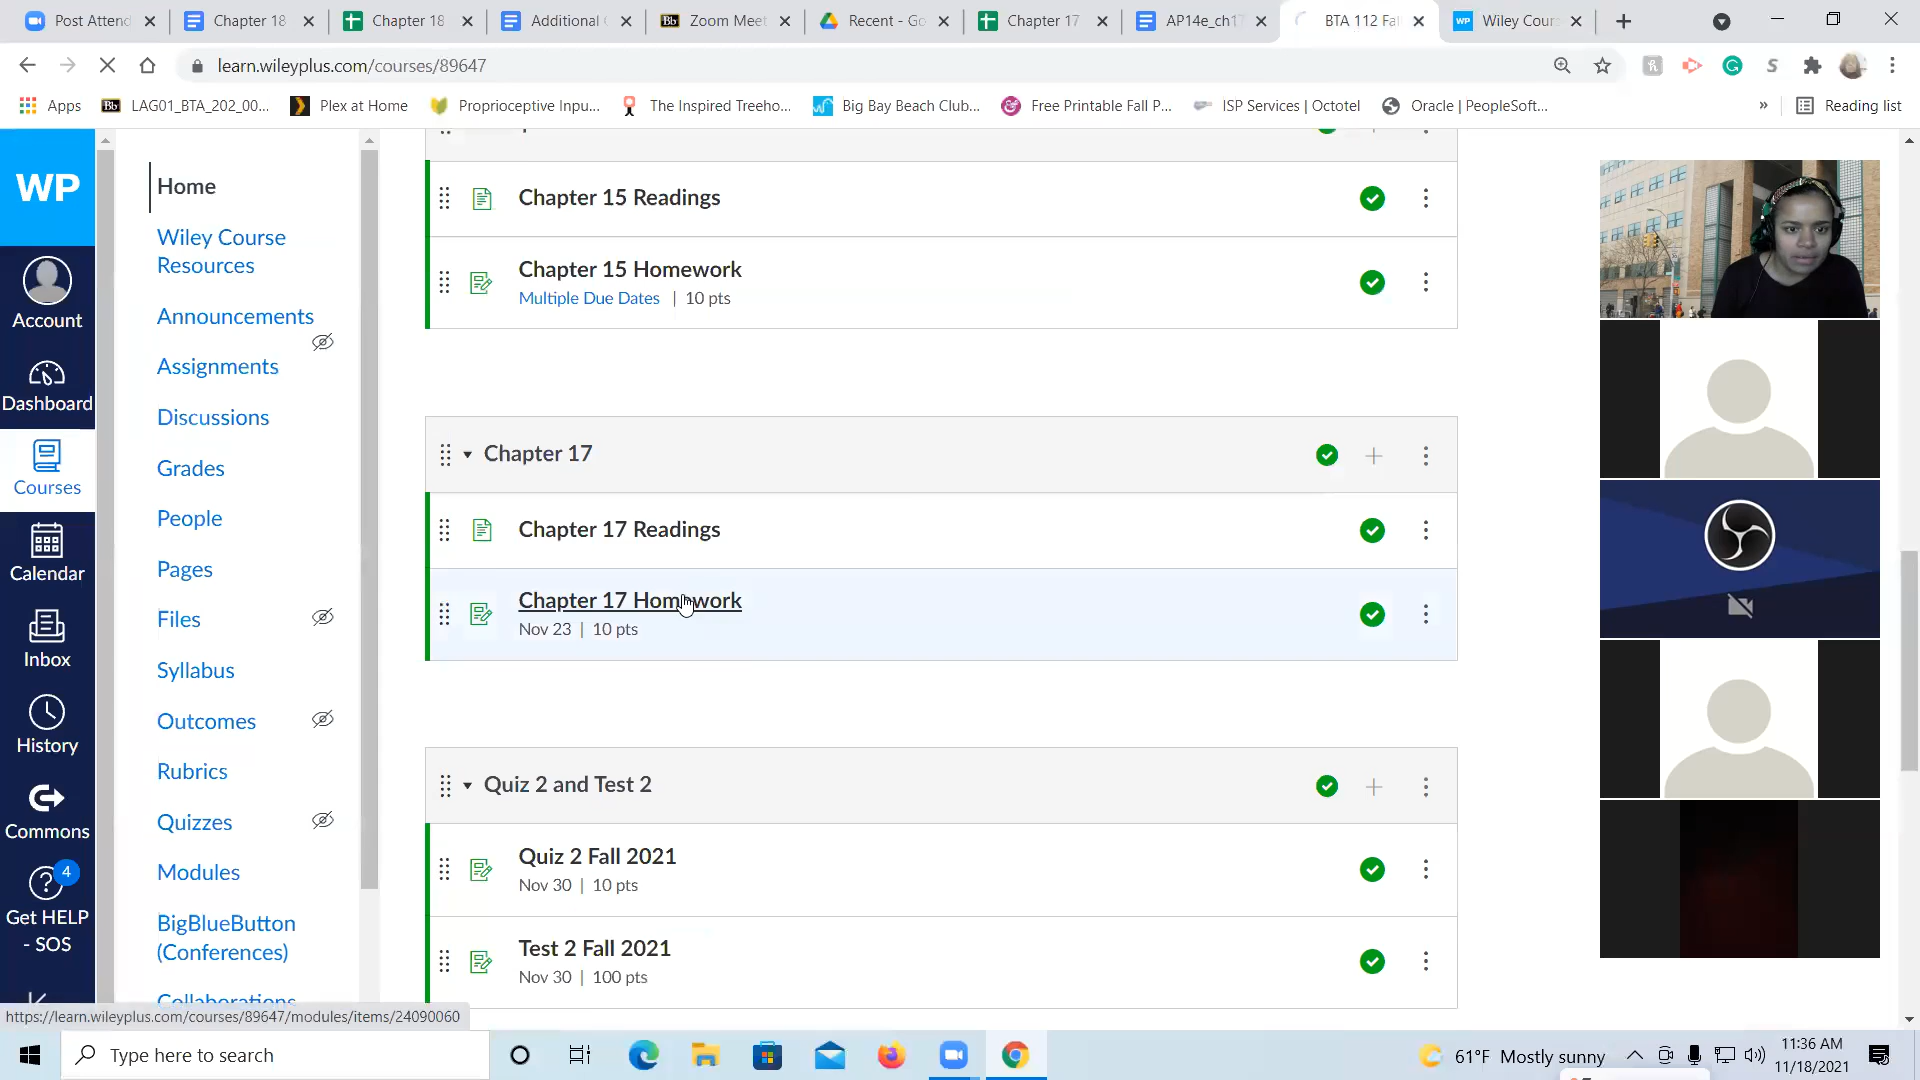 Post Attend
Chapter 18
Chapter 18
Additional
Zoom Meet
Recent - Go
Chapter 17
AP14e_ch17
BTA 112 Fal
Wiley Cours
learn.wileyplus.com/courses/89647
Apps
LAG01_BTA_202_00...
Plex at Home
Proprioceptive Inpu...
The Inspired Treeho...
Big Bay Beach Club...
Free Printable Fall P...
ISP Services | Octotel
Oracle | PeopleSoft...
»
Reading list
WP
Account
Dashboard
Courses
Calendar
Inbox
History
Commons
4
Get HELP
- SOS
Home
Wiley Course
Resources
Announcements
Assignments
Discussions
Grades
People
Pages
Files
Syllabus
Outcomes
Rubrics
Quizzes
Modules
BigBlueButton
(Conferences)
Collaborations
Chapter 15 Readings
Chapter 15 Homework
Multiple Due Dates | 10 pts
Chapter 17
Chapter 17 Readings
Chapter 17 Homework
Nov 23 | 10 pts
Quiz 2 and Test 2
Quiz 2 Fall 2021
Nov 30 | 10 pts
Test 2 Fall 2021
Nov 30 | 100 pts
https://learn.wileyplus.com/courses/89647/modules/items/24090060
Type here to search
61°F Mostly sunny
11:36 AM
11/18/2021